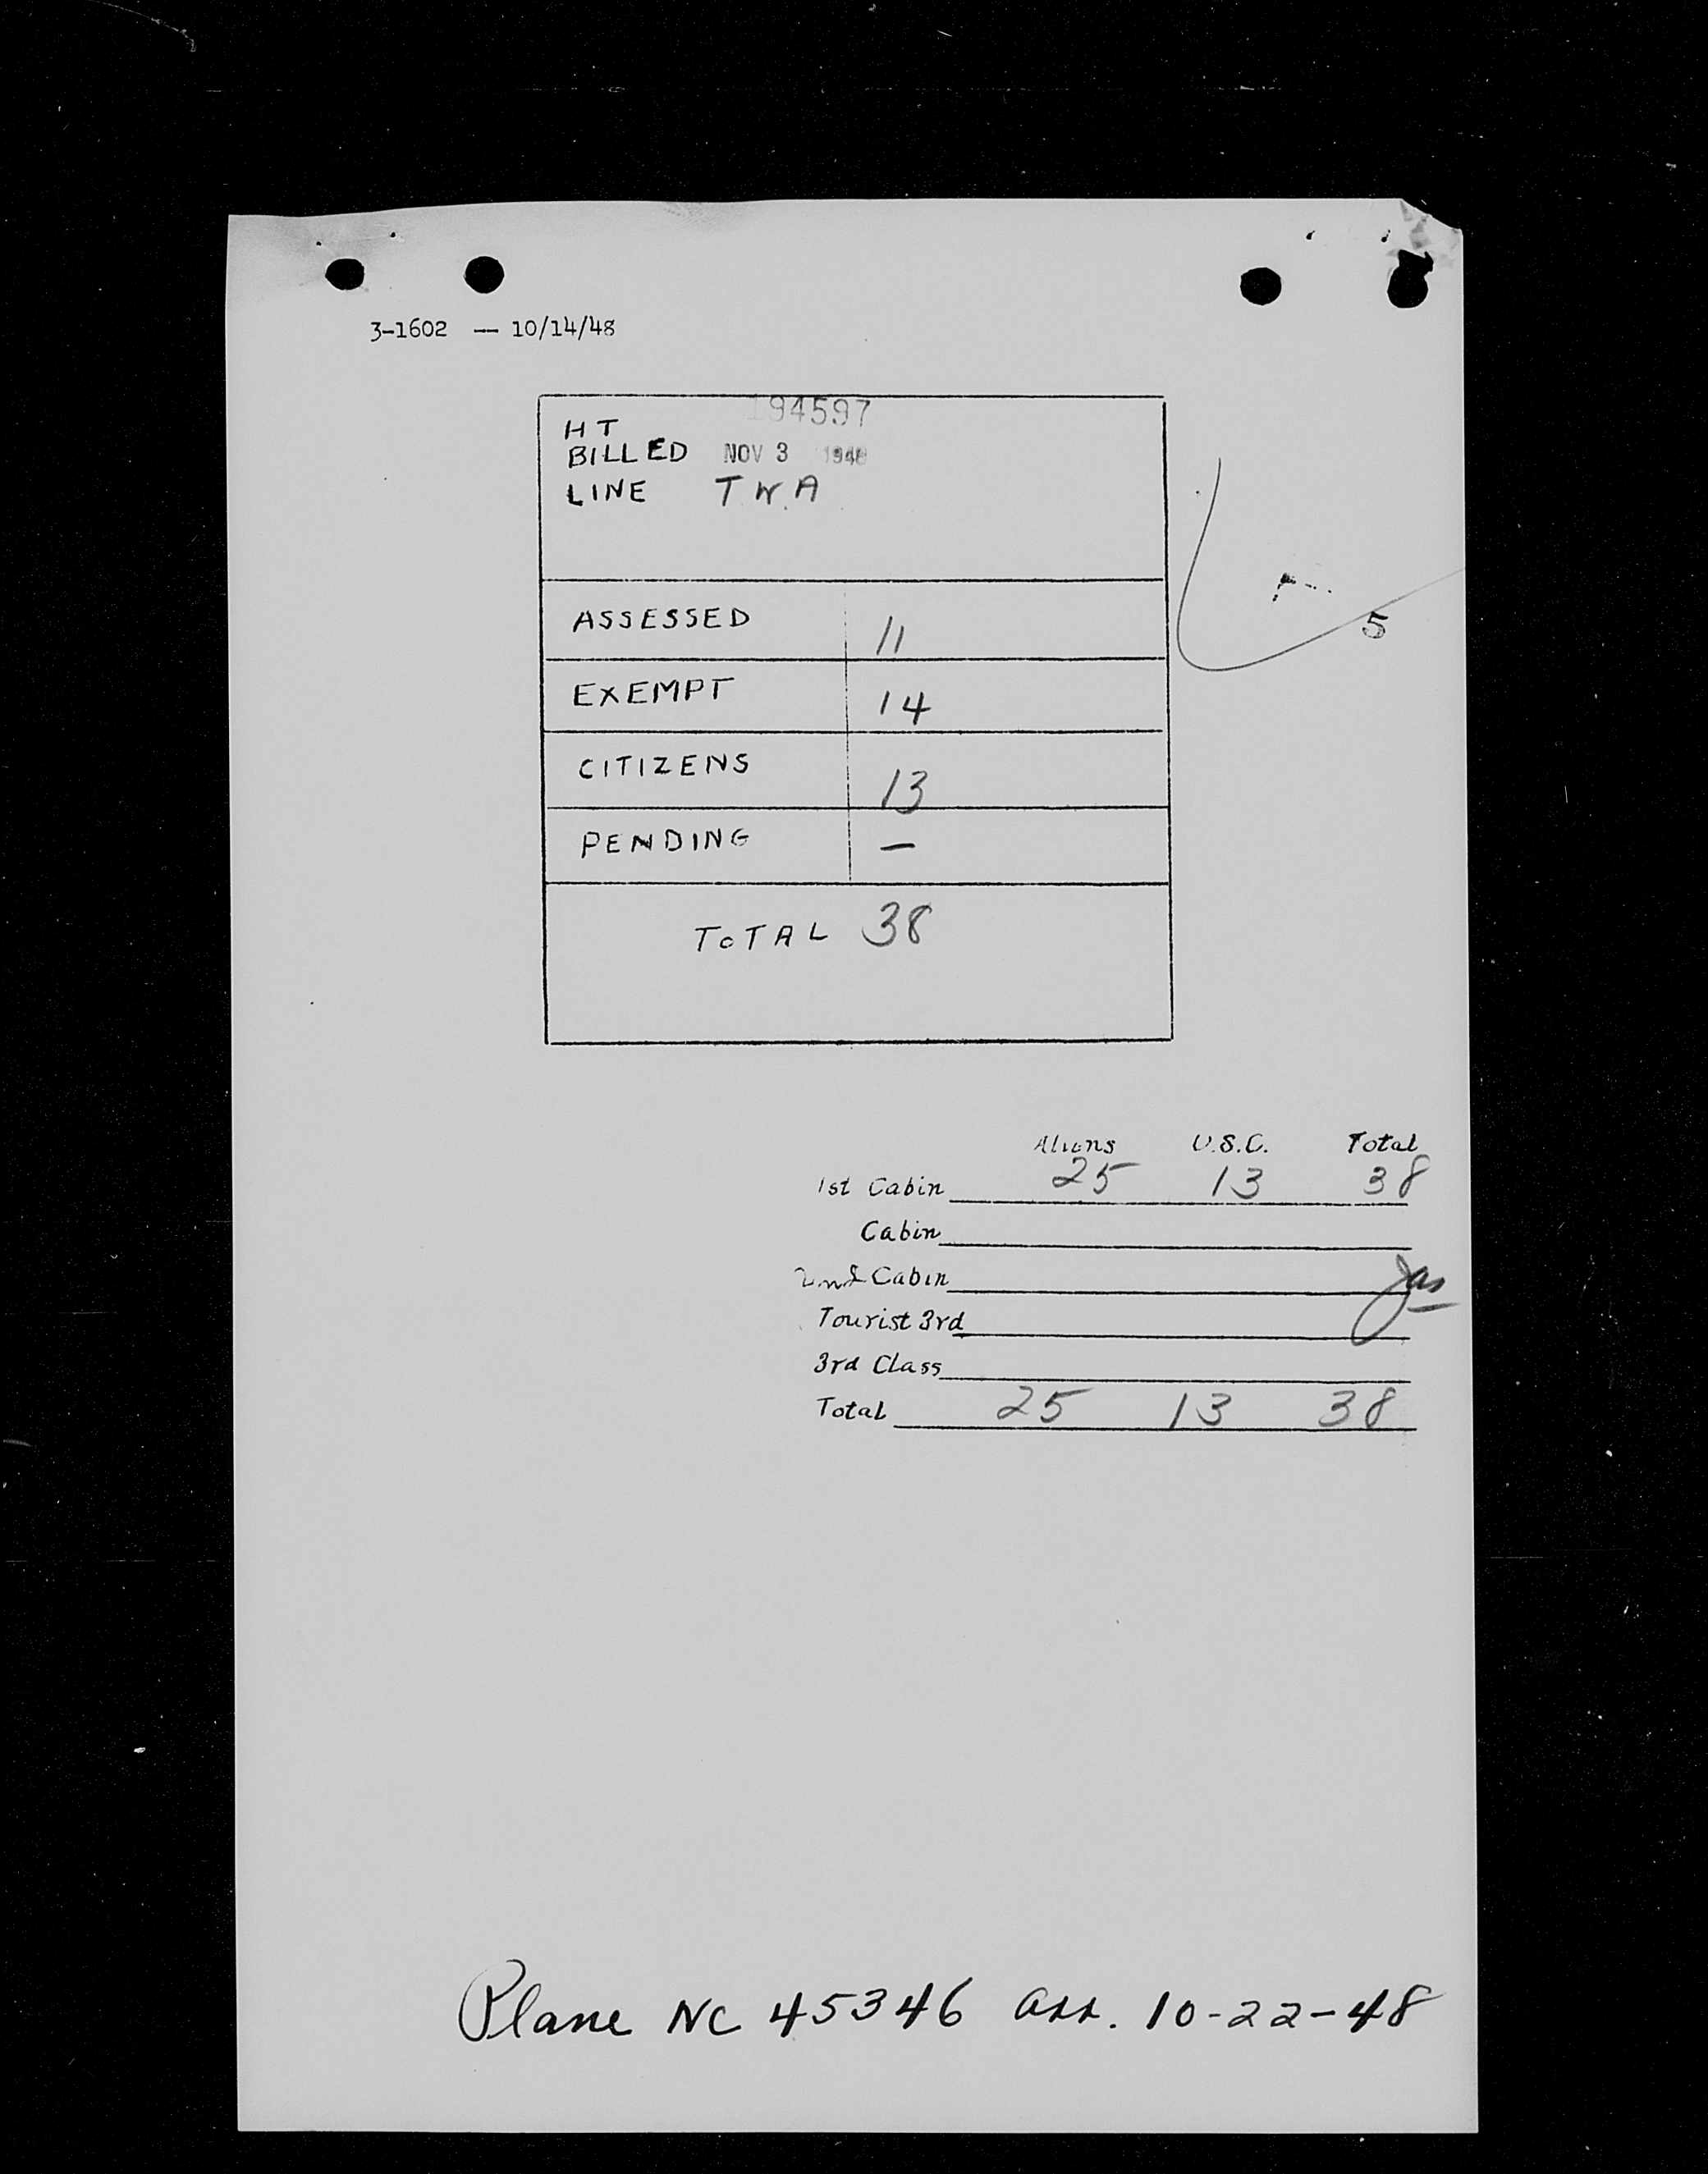 3-1602 — 10/14/48
194597
HT
BILLED NOV 3 1948
LINE T.W.A
ASSESSED 11
5
EXEMPT 14
CITIZENS 13
PENDING —
TOTAL 38
Aliens U.S.C. Total
1st Cabin 25 13 38
Cabin
2nd Cabin
Tourist 3rd
3rd Class
Total 25 13 38
Plane NC 45346 arr. 10-22-48